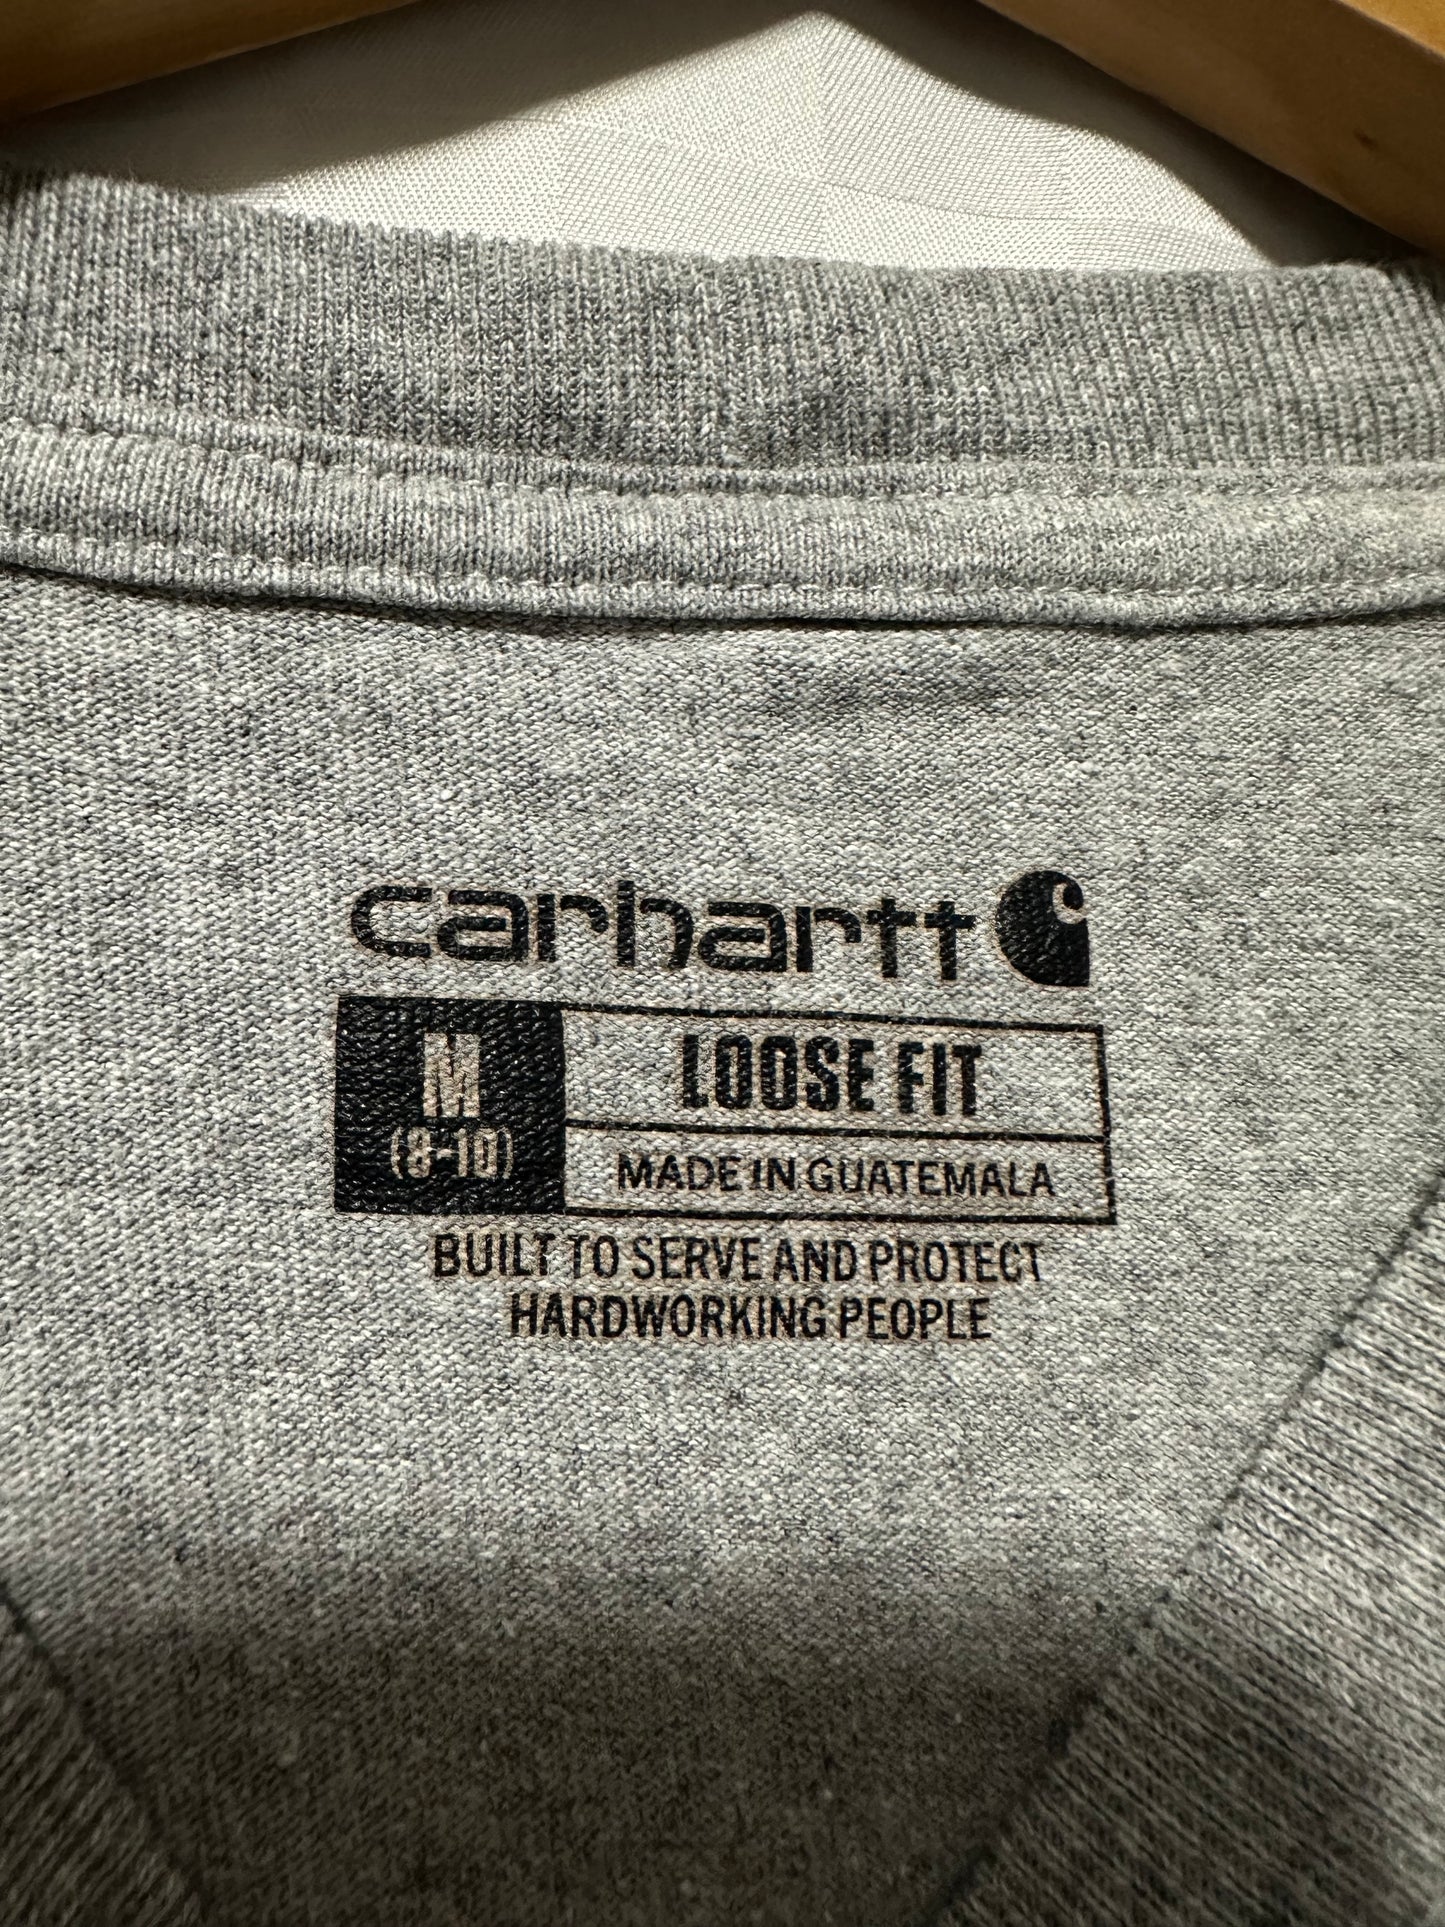 carhartt
M
(8-10)
LOOSE FIT
MADE IN GUATEMALA
BUILT TO SERVE AND PROTECT
HARDWORKING PEOPLE